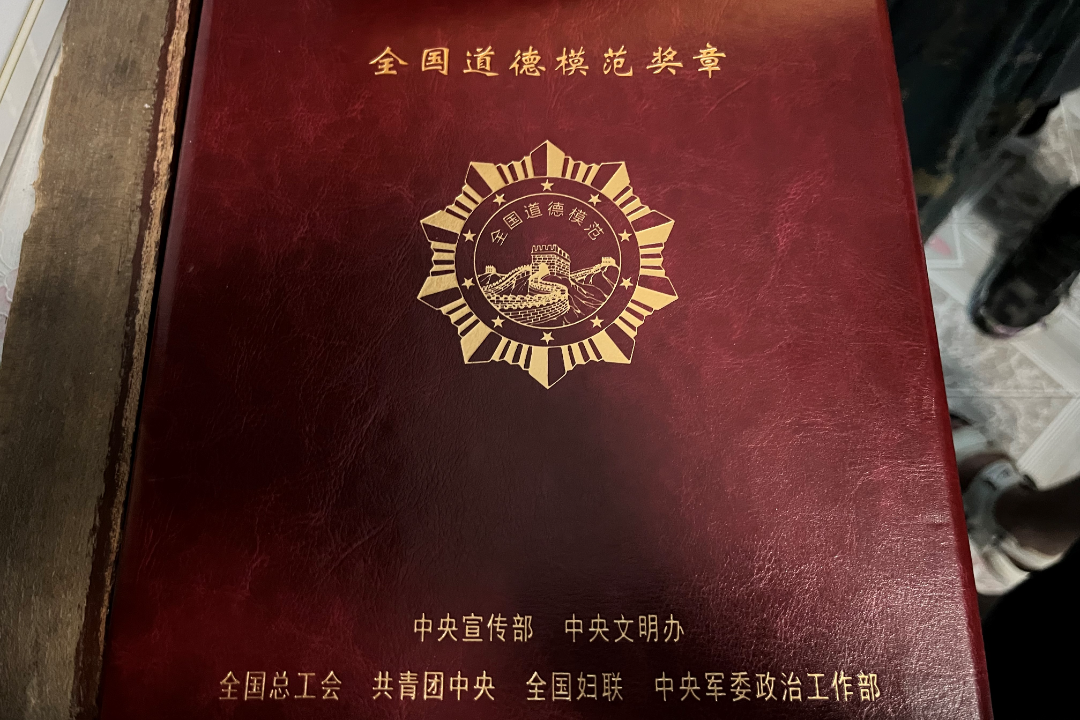 全国道德模范奖章
全国道德模范
中央宣传部 中央文明办
全国总工会 共青团中央 全国妇联 中央军委政治工作部